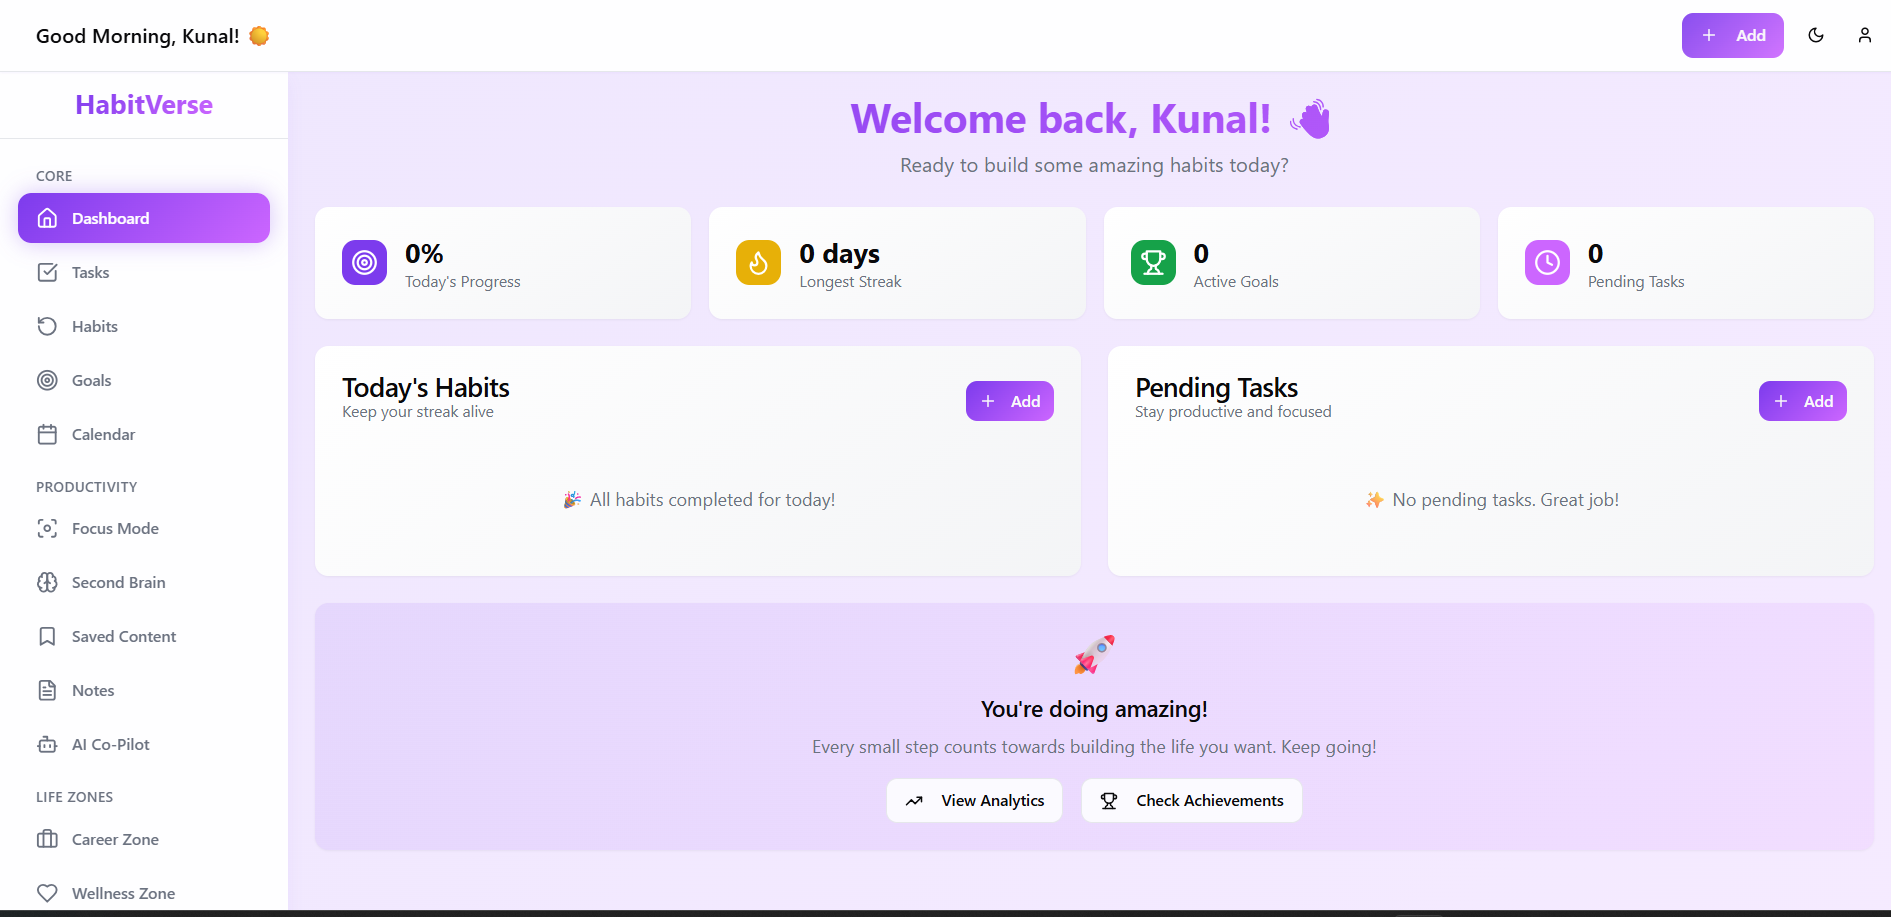 Good Morning, Kunal!
Add
HabitVerse
CORE
Dashboard
Tasks
Habits
Goals
Calendar
PRODUCTIVITY
Focus Mode
Second Brain
Saved Content
Notes
AI Co-Pilot
LIFE ZONES
Career Zone
Wellness Zone
Welcome back, Kunal!
Ready to build some amazing habits today?
0%
Today's Progress
0 days
Longest Streak
0
Active Goals
0
Pending Tasks
Today's Habits
Keep your streak alive
Add
🎉 All habits completed for today!
Pending Tasks
Stay productive and focused
Add
✨ No pending tasks. Great job!
You're doing amazing!
Every small step counts towards building the life you want. Keep going!
View Analytics
Check Achievements